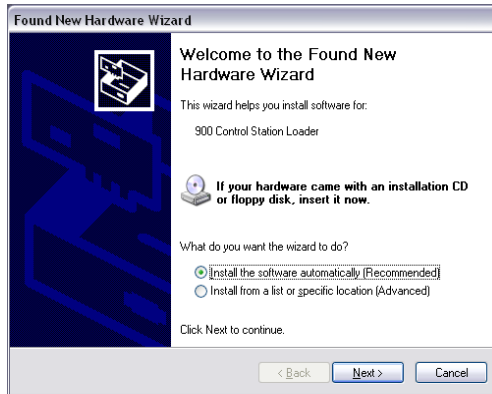 Found New Hardware Wizard
Welcome to the Found New
Hardware Wizard
This wizard helps you install software for:
900 Control Station Loader
If your hardware came with an installation CD
or floppy disk, insert it now.
What do you want the wizard to do?
Install the software automatically (Recommended)
Install from a list or specific location (Advanced)
Click Next to continue.
< Back
Next >
Cancel